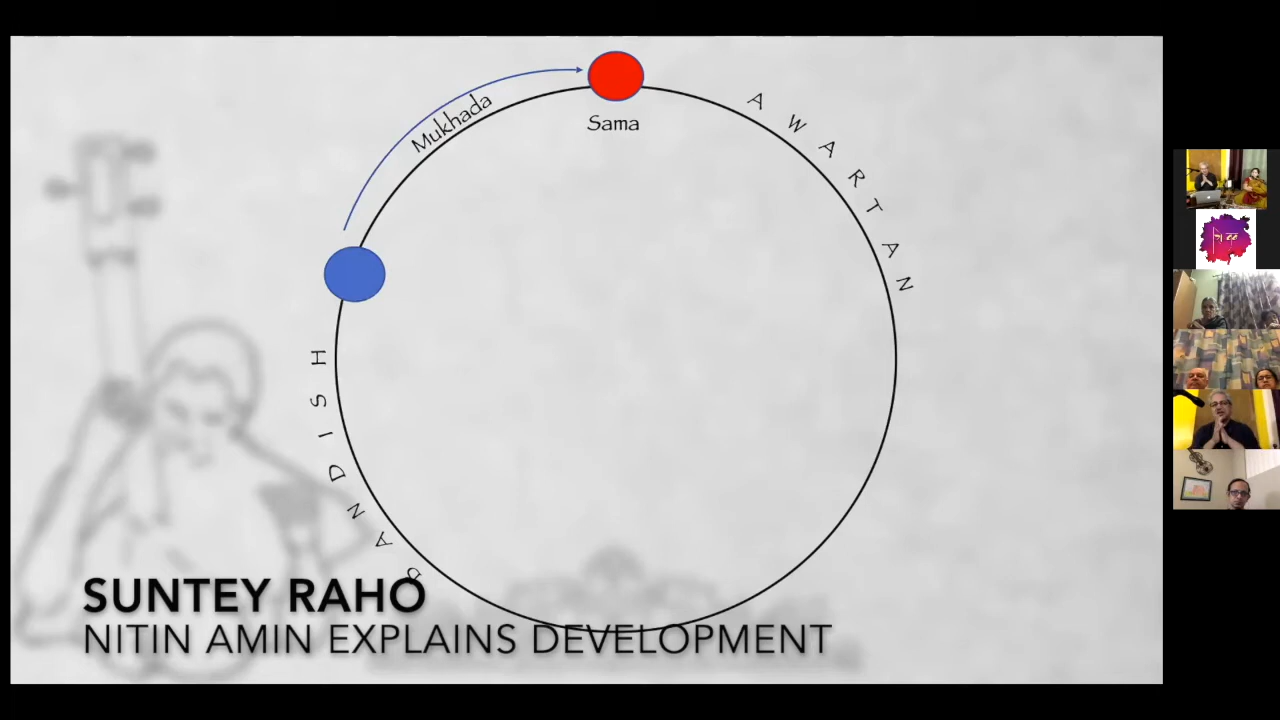 Mukhada
Sama
AWARTAN
BANDISH
SUNTEY RAHO
NITIN AMIN EXPLAINS DEVELOPMENT